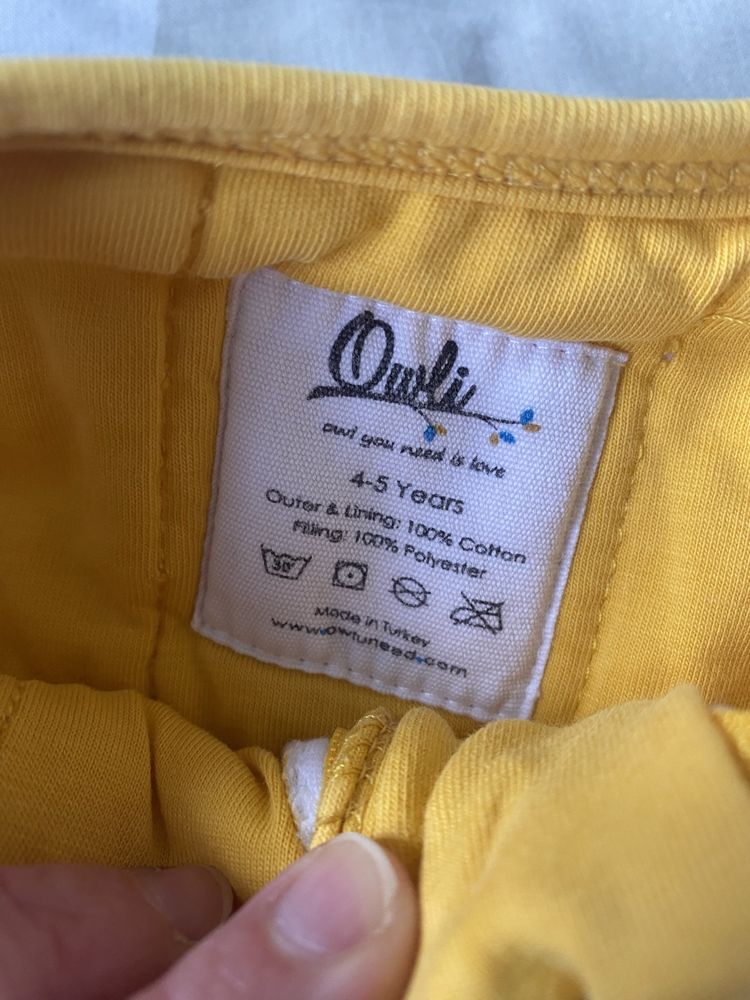 Owli
owl you need is love
4-5 Years
Outer & Lining: 100% Cotton
Filling: 100% Polyester
30°
Made in Turkey
www.owluneed.com